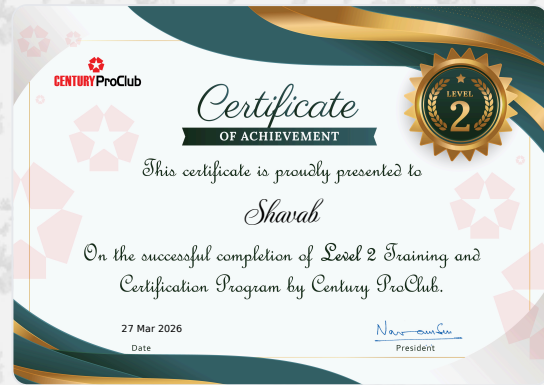 CENTURY ProClub
LEVEL
2
Certificate
OF ACHIEVEMENT
This certificate is proudly presented to
Shavab
On the successful completion of Level 2 Training and
Certification Program by Century ProClub.
27 Mar 2026
Date
President